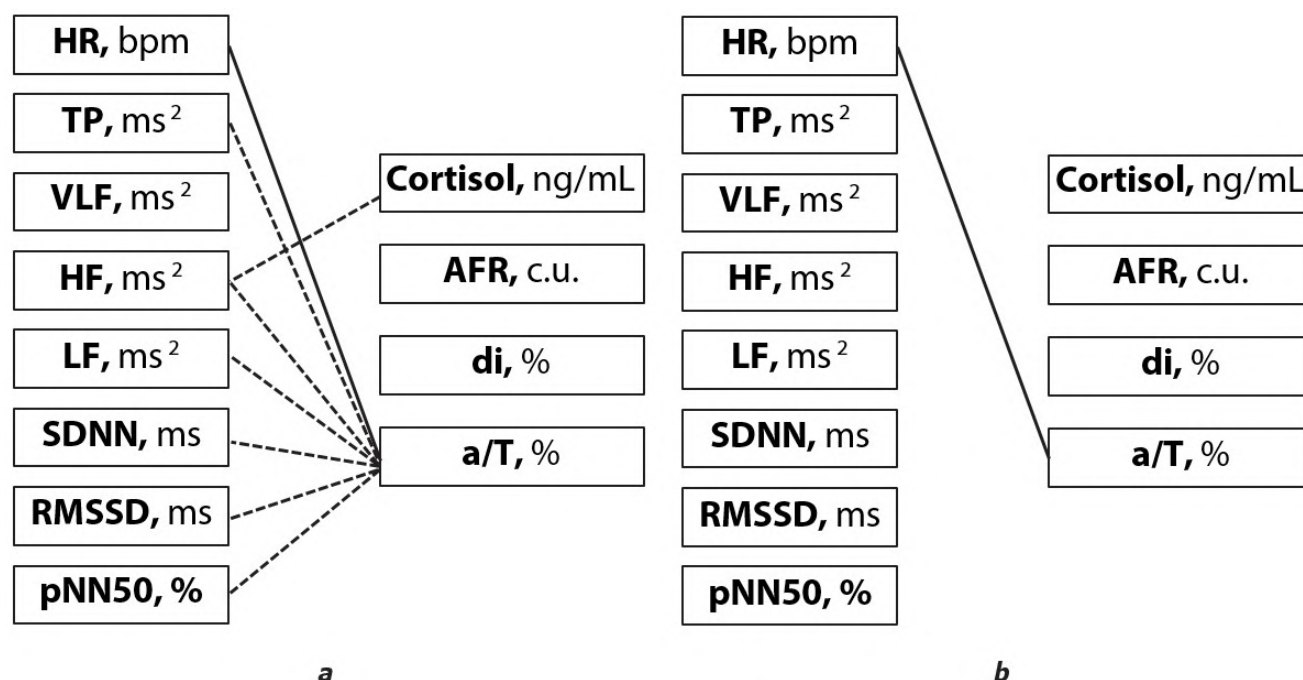 HR, bpm
TP, ms²
VLF, ms²
HF, ms²
LF, ms²
SDNN, ms
RMSSD, ms
pNN50, %
Cortisol, ng/mL
AFR, c.u.
di, %
a/T, %
a
HR, bpm
TP, ms²
VLF, ms²
HF, ms²
LF, ms²
SDNN, ms
RMSSD, ms
pNN50, %
Cortisol, ng/mL
AFR, c.u.
di, %
a/T, %
b